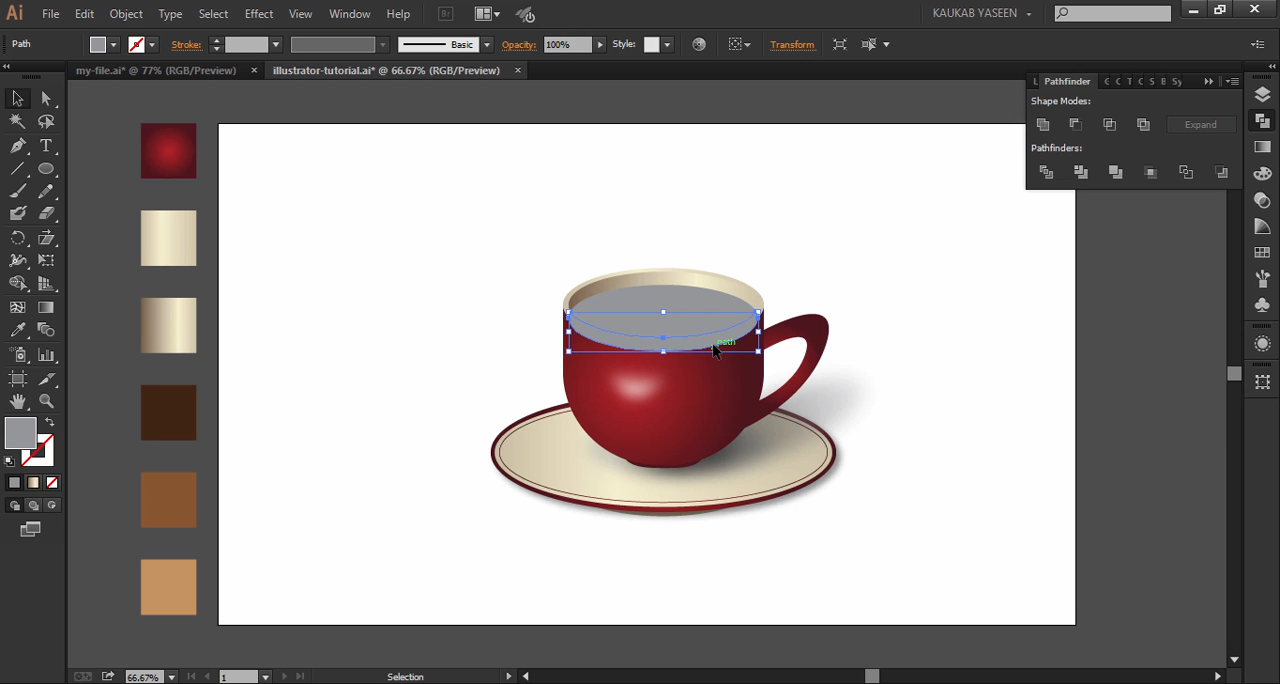 Ai File Edit Object Type Select Effect View Window Help Br KAUKAB YASEEN
Path Stroke: Basic Opacity: 100% Style: Transform
my-file.ai* @ 77% (RGB/Preview) × illustrator-tutorial.ai* @ 66.67% (RGB/Preview) ×
L Pathfinder C C T C S B Sy
Shape Modes:
Expand
Pathfinders:
path
T
66.67% 1 Selection